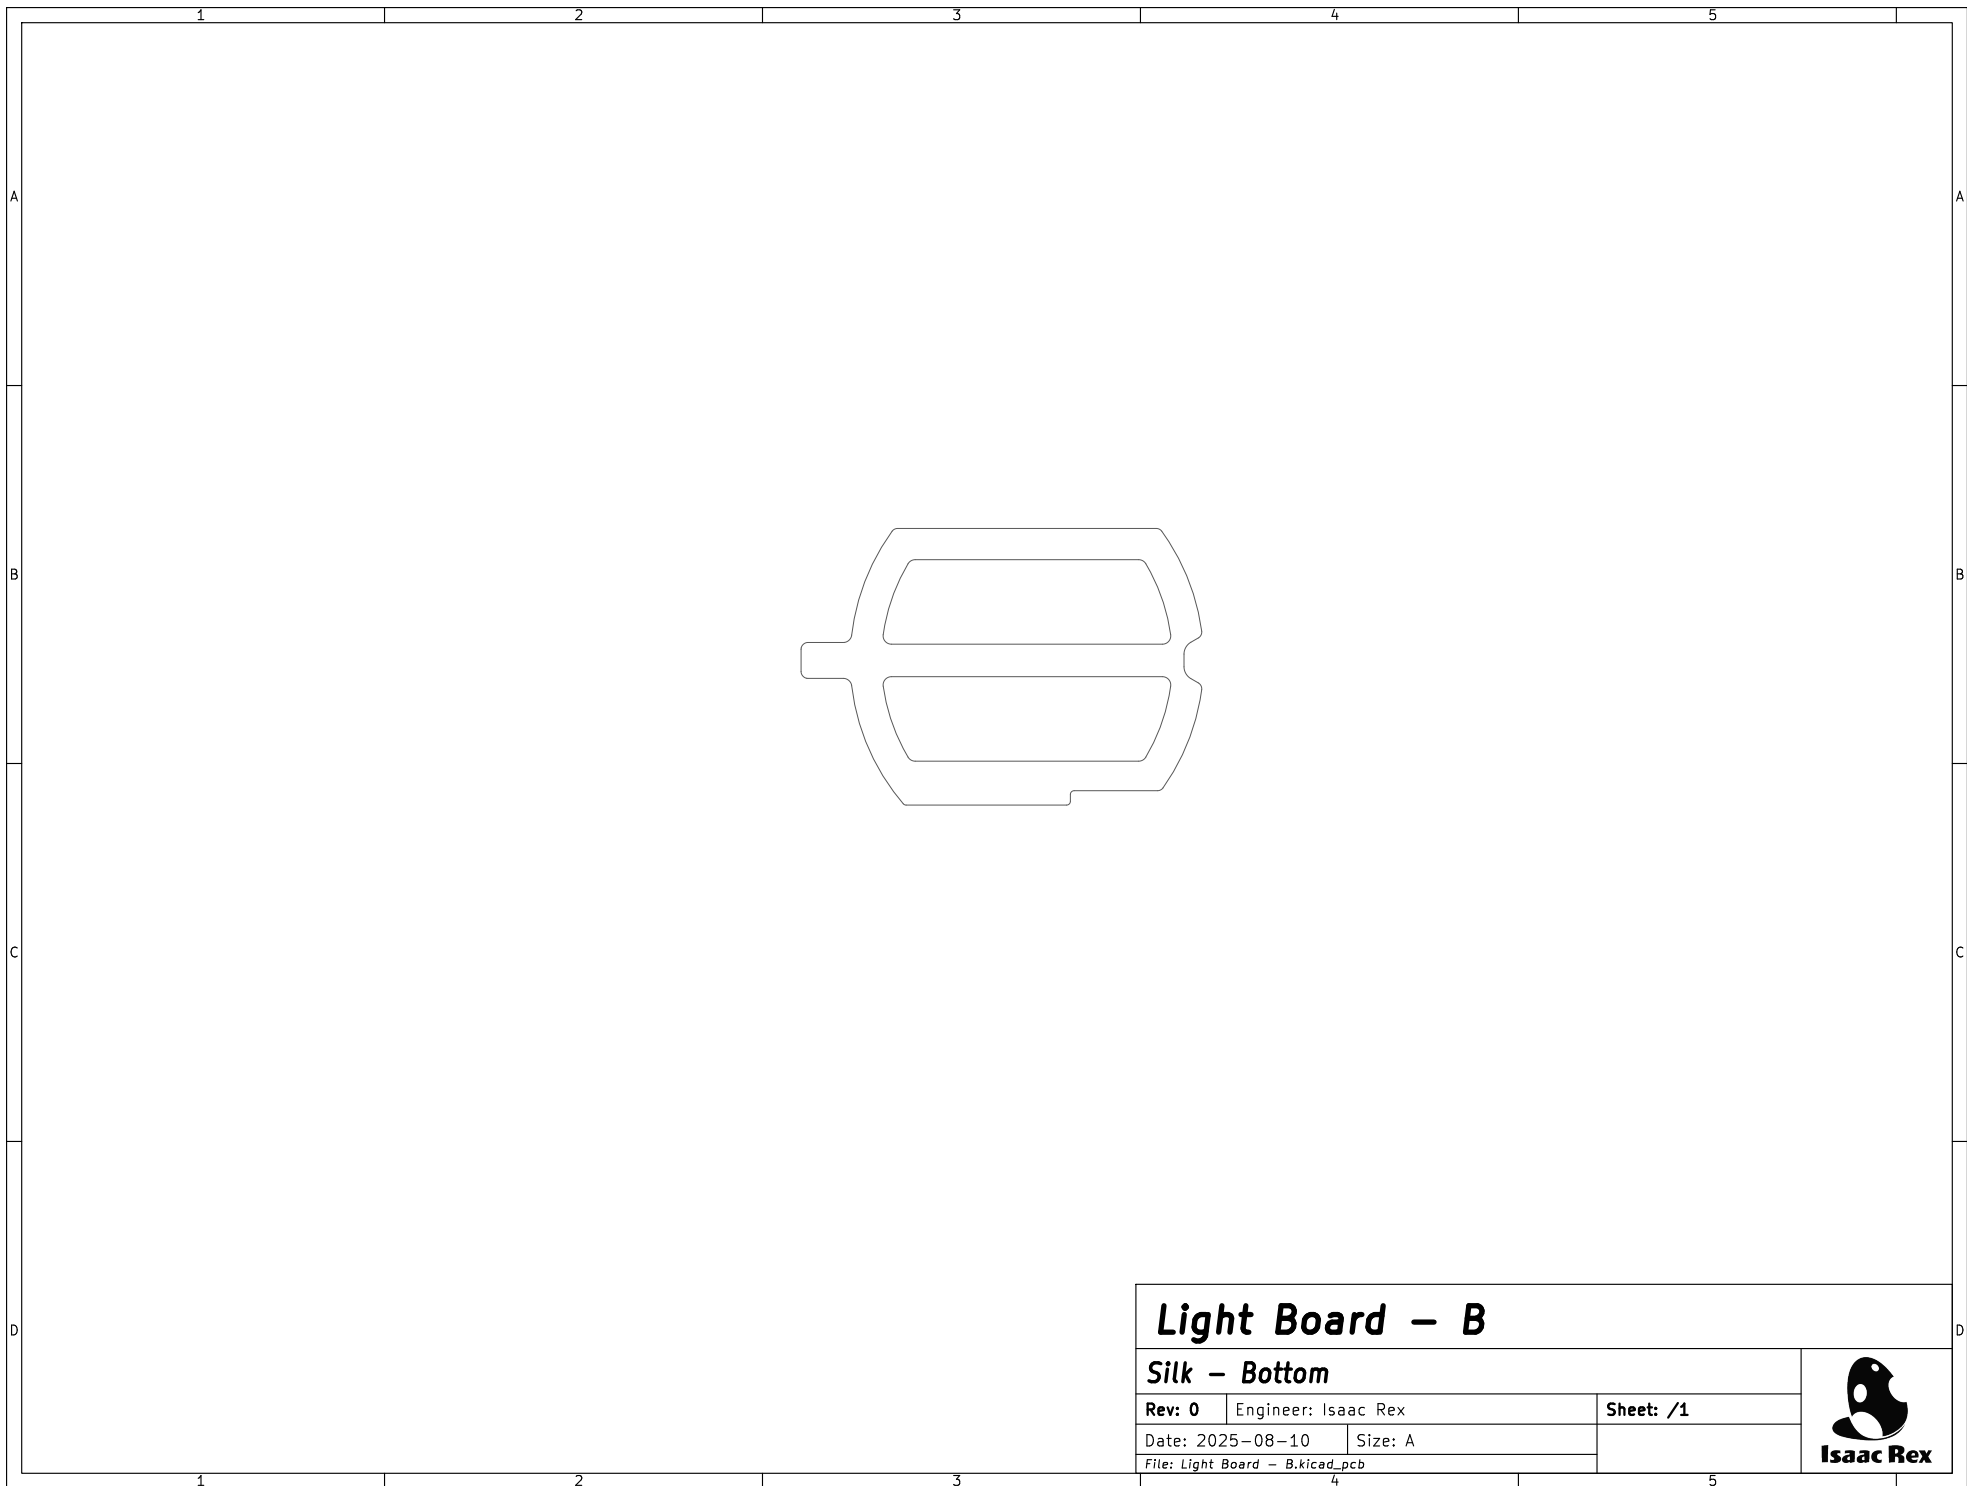 1 2 3 4 5
A A
B B
C C
D D
Light Board - B
Silk - Bottom
Rev: 0 Engineer: Isaac Rex Sheet: /1
Date: 2025-08-10 Size: A
File: Light Board - B.kicad_pcb
Isaac Rex
1 2 3 4 5